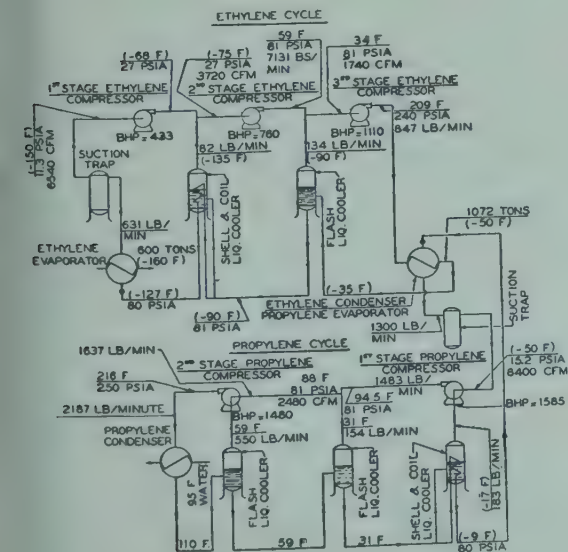 ETHYLENE CYCLE
(-68 F)
27 PSIA
(-75 F)
27 PSIA
3720 CFM
59 F
81 PSIA
7131 BS/
MIN
34 F
81 PSIA
1740 CFM
1ST STAGE ETHYLENE
COMPRESSOR
2ND STAGE ETHYLENE
COMPRESSOR
3RD STAGE ETHYLENE
COMPRESSOR
209 F
240 PSIA
847 LB/MIN
BHP=433
BHP=760
BHP=1110
(-150 F)
11.3 PSIA
6540 CFM
SUCTION
TRAP
82 LB/MIN
(-135 F)
134 LB/MIN
(-90 F)
SHELL & COIL
LIQ. COOLER
FLASH
LIQ. COOLER
631 LB/
MIN
1072 TONS
(-50 F)
ETHYLENE
EVAPORATOR
600 TONS
(-160 F)
(-127 F)
80 PSIA
(-90 F)
81 PSIA
(-35 F)
ETHYLENE CONDENSER
PROPYLENE EVAPORATOR
SUCTION
TRAP
1300 LB/
MIN
PROPYLENE CYCLE
1637 LB/MIN
2ND STAGE PROPYLENE
COMPRESSOR
1ST STAGE PROPYLENE
COMPRESSOR
216 F
250 PSIA
88 F
81 PSIA
2480 CFM
1483 LB/
MIN
(-50 F)
15.2 PSIA
8400 CFM
2187 LB/MINUTE
BHP=1480
94.5 F
81 PSIA
BHP=1585
PROPYLENE
CONDENSER
59 F
550 LB/MIN
31 F
154 LB/MIN
(-17 F)
183 LB/MIN
95 F
WATER
FLASH
LIQ. COOLER
FLASH
LIQ. COOLER
SHELL & COIL
LIQ. COOLER
110 F
59 F
31 F
(-9 F)
80 PSIA